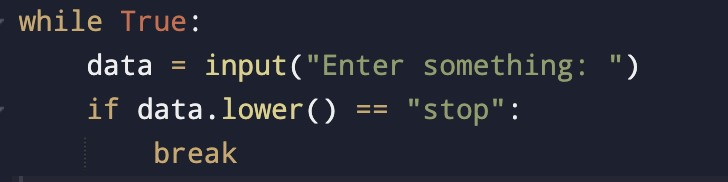 while True:
    data = input("Enter something: ")
    if data.lower() == "stop":
        break